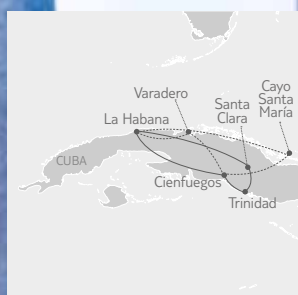 Varadero
La Habana
Santa
Clara
Cayo
Santa
María
CUBA
Cienfuegos
Trinidad